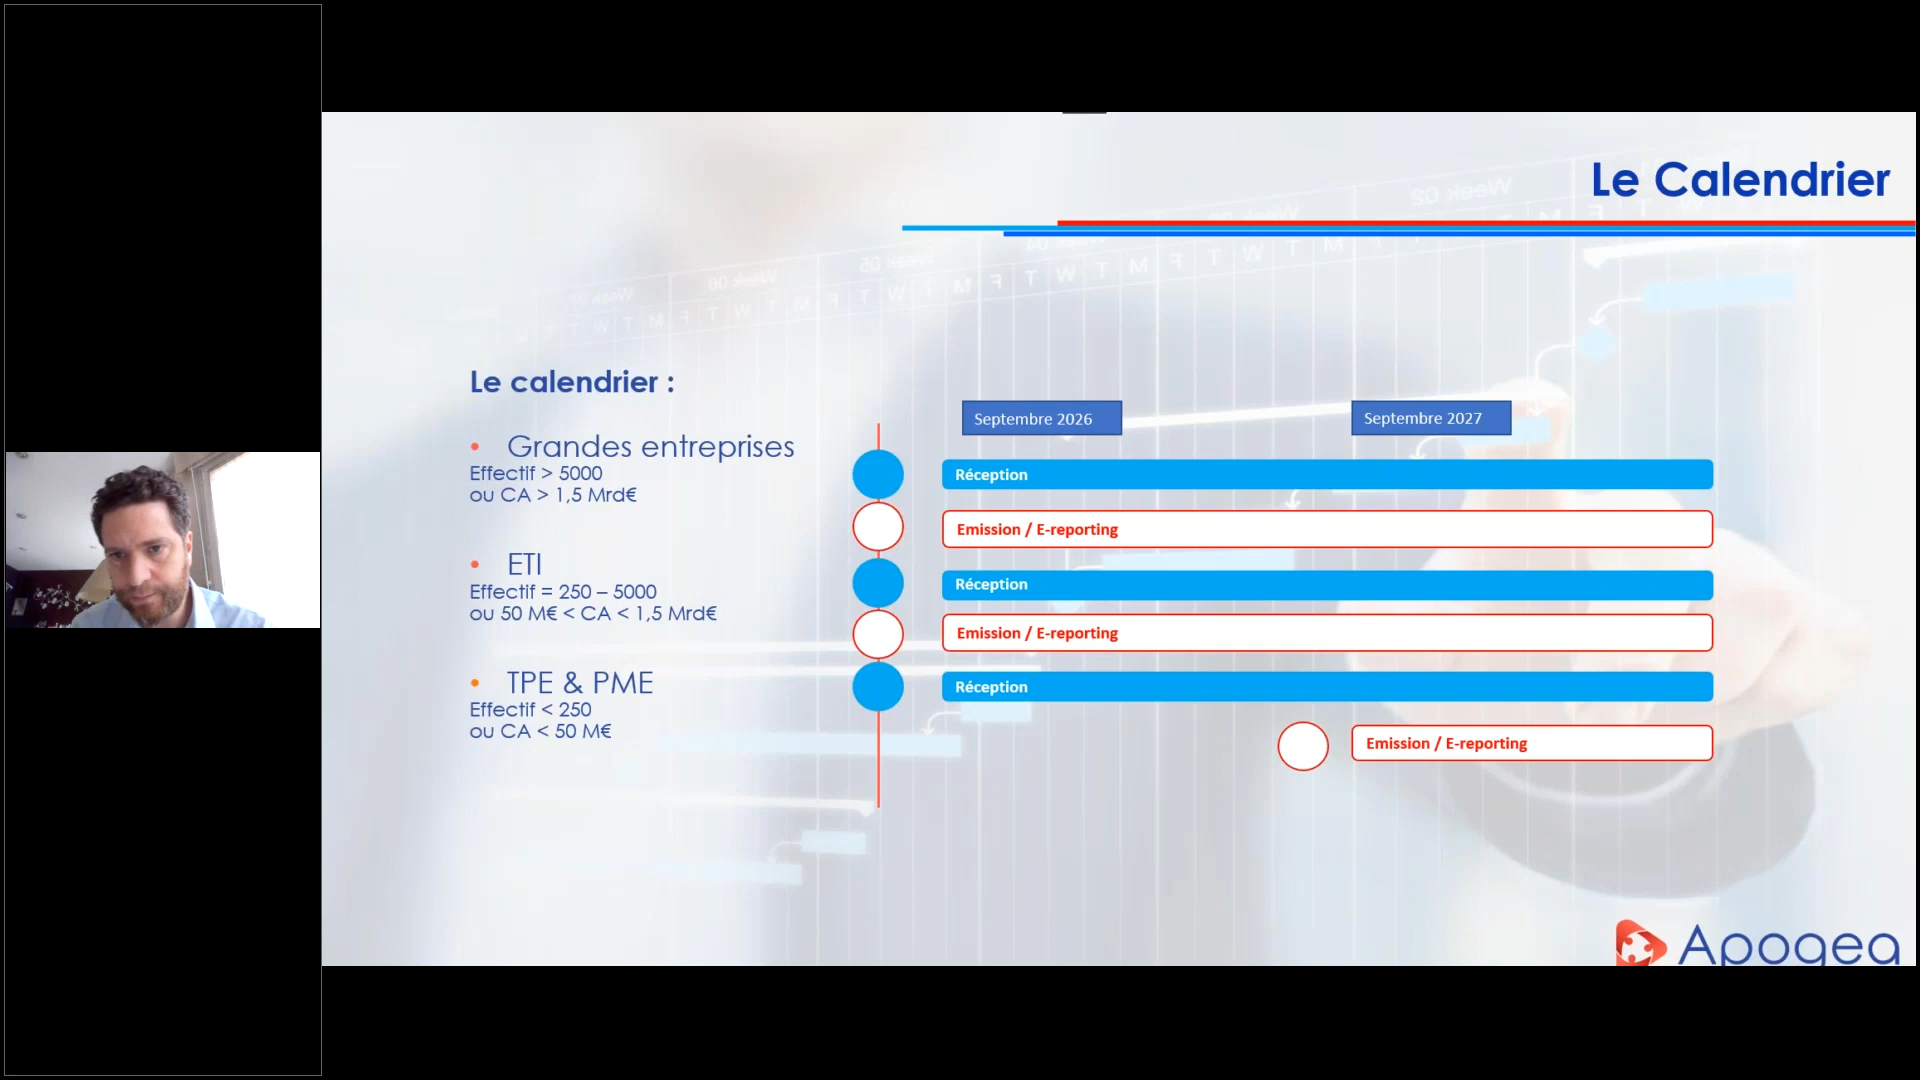 Le Calendrier
Le calendrier :
Septembre 2026
Septembre 2027
• Grandes entreprises
Effectif > 5000
ou CA > 1,5 Mrd€
Réception
Emission / E-reporting
• ETI
Effectif = 250 – 5000
ou 50 M€ < CA < 1,5 Mrd€
Réception
Emission / E-reporting
• TPE & PME
Effectif < 250
ou CA < 50 M€
Réception
Emission / E-reporting
Apogea